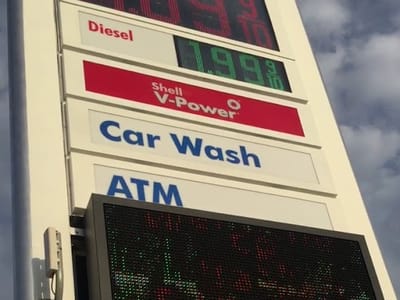 Diesel 1.99 9/10
Shell
V-Power
Car Wash
ATM